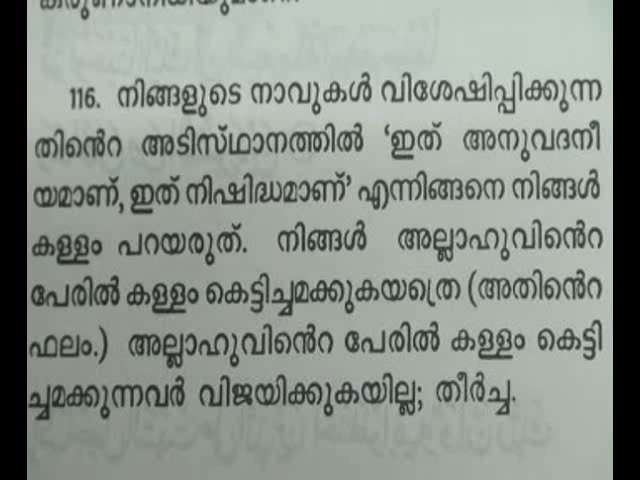 116. നിങ്ങളുടെ നാവുകൾ വിശേഷിപ്പിക്കുന്ന
തിൻെറ അടിസ്ഥാനത്തിൽ ‘ഇത് അനുവദനീ
യമാണ്, ഇത് നിഷിദ്ധമാണ്’ എന്നിങ്ങനെ നിങ്ങൾ
കള്ളം പറയരുത്. നിങ്ങൾ അല്ലാഹുവിൻെറ
പേരിൽ കള്ളം കെട്ടിച്ചമക്കുകയത്രെ (അതിൻെറ
ഫലം.) അല്ലാഹുവിൻെറ പേരിൽ കള്ളം കെട്ടി
ച്ചമക്കുന്നവർ വിജയിക്കുകയില്ല; തീർച്ച.